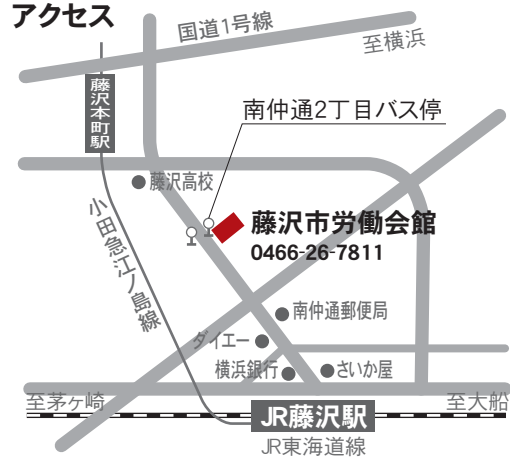 アクセス
国道1号線
至横浜
藤沢本町駅
南仲通2丁目バス停
藤沢高校
藤沢市労働会館
0466-26-7811
小田急江ノ島線
南仲通郵便局
ダイエー
横浜銀行
さいか屋
至茅ヶ崎
至大船
JR藤沢駅
JR東海道線